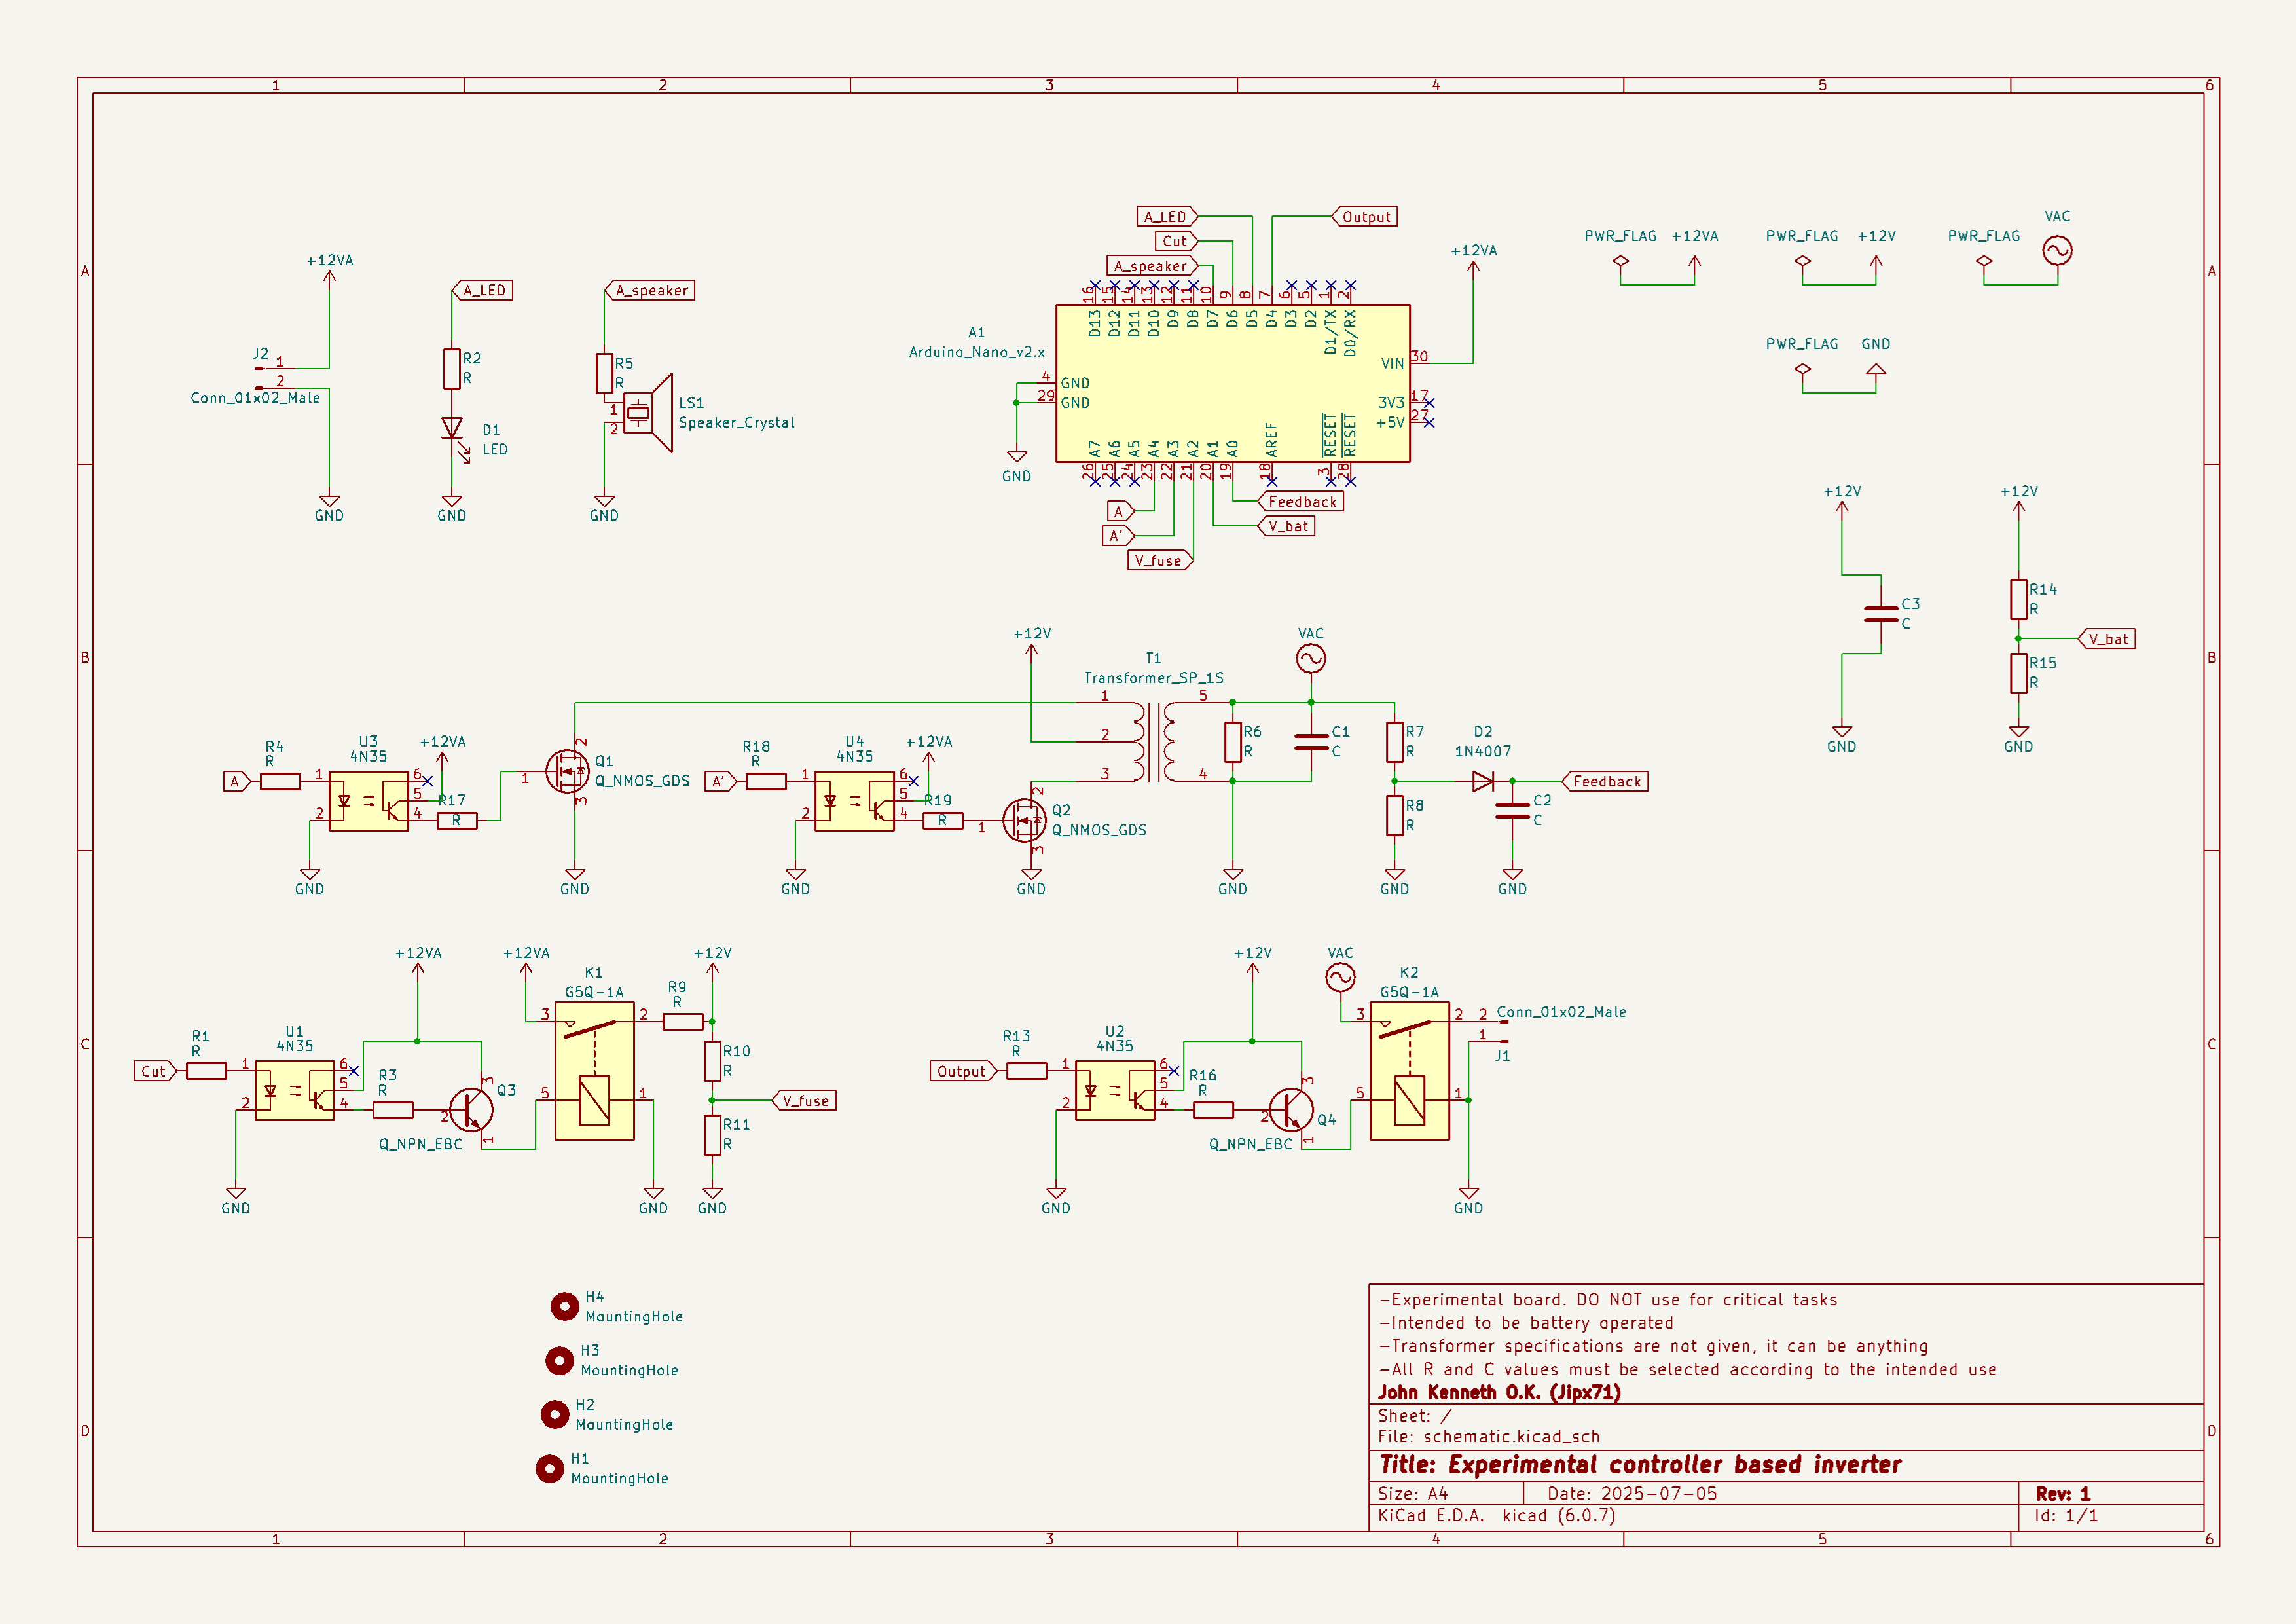 1 2 3 4 5 6
A
B
C
D
A
B
C
D
1 2 3 4 5 6
+12VA
J2
1
2
Conn_01x02_Male
GND
A_LED
R2
R
D1
LED
GND
A_speaker
R5
R
1
2
LS1
Speaker_Crystal
GND
A_LED
Cut
A_speaker
Output
+12VA
A1
Arduino_Nano_v2.x
16 15 14 13 12 11 10 9 8 7 6 5 1 2
D13 D12 D11 D10 D9 D8 D7 D6 D5 D4 D3 D2 D1/TX D0/RX
VIN 30
4 GND
29 GND
3V3 17
+5V 27
A7 A6 A5 A4 A3 A2 A1 A0 AREF RESET RESET
26 25 24 23 22 21 20 19 18 3 28
GND
A
A'
V_fuse
Feedback
V_bat
PWR_FLAG +12VA
PWR_FLAG +12V
PWR_FLAG VAC
PWR_FLAG GND
+12V
C3
C
GND
+12V
R14
R
V_bat
R15
R
GND
A
R4
R
U3
4N35
1
2
6
5
4
+12VA
R17
R
GND
Q1
Q_NMOS_GDS
1
2
3
GND
A'
R18
R
U4
4N35
1
2
6
5
4
+12VA
R19
R
GND
Q2
Q_NMOS_GDS
1
2
3
GND
+12V
T1
Transformer_SP_1S
1
2
3
5
4
VAC
R6
R
C1
C
GND
R7
R
R8
R
GND
D2
1N4007
Feedback
C2
C
GND
Cut
R1
R
U1
4N35
1
2
6
5
4
GND
+12VA
R3
R
Q3
Q_NPN_EBC
2
3
1
+12VA
K1
G5Q-1A
3
2
5
1
GND
R9
R
+12V
R10
R
V_fuse
R11
R
GND
Output
R13
R
U2
4N35
1
2
6
5
4
GND
+12V
R16
R
Q4
Q_NPN_EBC
2
3
1
VAC
K2
G5Q-1A
3
2
5
1
2
Conn_01x02_Male
1
J1
GND
H4
MountingHole
H3
MountingHole
H2
MountingHole
H1
MountingHole
-Experimental board. DO NOT use for critical tasks
-Intended to be battery operated
-Transformer specifications are not given, it can be anything
-All R and C values must be selected according to the intended use
John Kenneth O.K. (Jipx71)
Sheet: /
File: schematic.kicad_sch
Title: Experimental controller based inverter
Size: A4 Date: 2025-07-05 Rev: 1
KiCad E.D.A. kicad (6.0.7) Id: 1/1